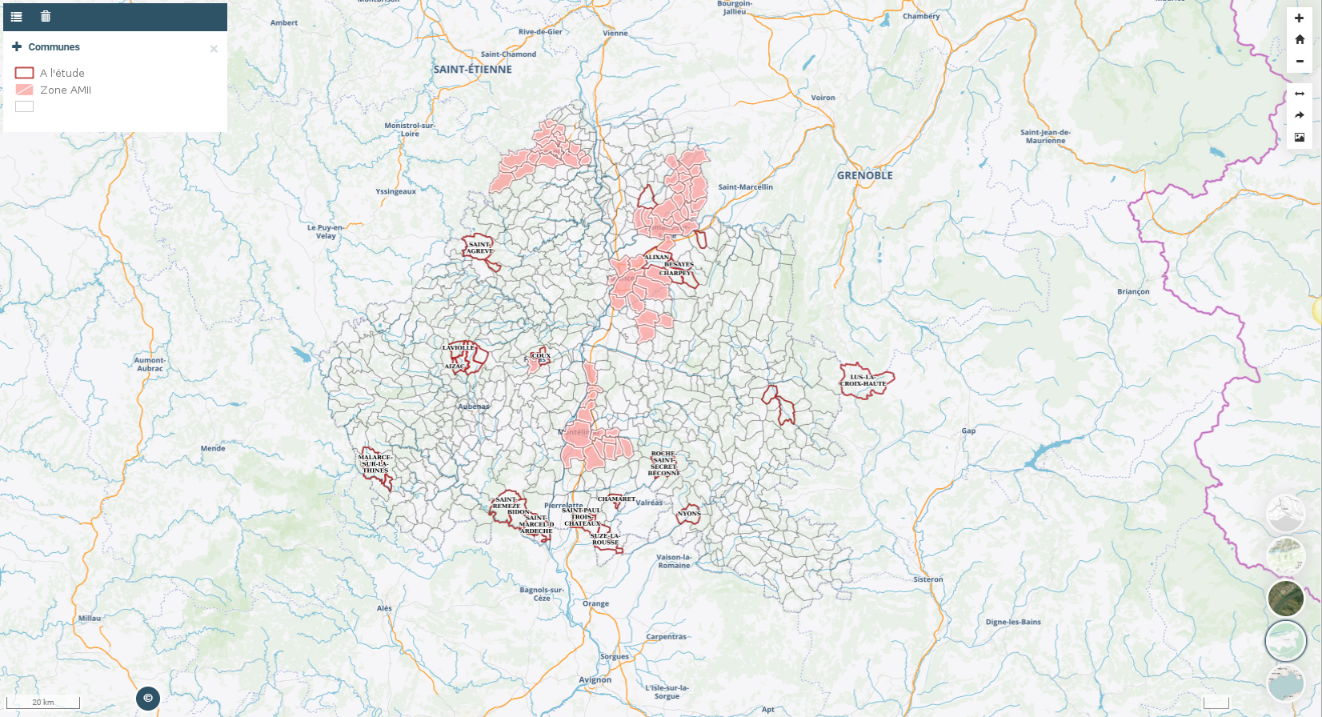 Communes
A l'étude
Zone AMII
Ambert
Bourgoin-
Jallieu
Chambéry
Rive-de-Gier
Vienne
Saint-Chamond
SAINT-ÉTIENNE
Voiron
Monistrol-sur-
Loire
Saint-Jean-de-
Maurienne
GRENOBLE
Saint-Marcellin
Yssingeaux
Le Puy-en-
Velay
SAINT-
AGREVE
ALIXAN
BESAYES
CHARPEY
Briançon
LAVIOLLE
AIZAC
COUX
Aumont-
Aubrac
LUS-LA-
CROIX-HAUTE
Aubenas
Gap
Mende
MALARCE-
SUR-LA-
THINES
ROCHE-
SAINT-
SECRET-
BECONNE
SAINT-
REMEZE
BIDON
SAINT-
MARCEL-D
ARDECHE
Pierrelatte
SAINT-PAUL
TROIS-
CHATEAUX
CHAMARET
Valréas
NYONS
SUZE-LA-
ROUSSE
Vaison-la-
Romaine
Sisteron
Bagnols-sur-
Cèze
Orange
Alès
Millau
Digne-les-Bains
Carpentras
Sorgues
Avignon
L'Isle-sur-la-
Sorgue
Apt
20 km
©